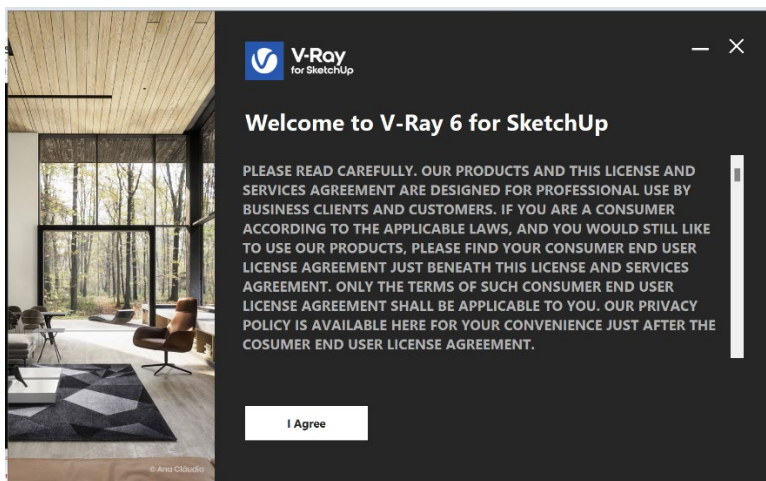 V-Ray
for SketchUp
Welcome to V-Ray 6 for SketchUp
PLEASE READ CAREFULLY. OUR PRODUCTS AND THIS LICENSE AND
SERVICES AGREEMENT ARE DESIGNED FOR PROFESSIONAL USE BY
BUSINESS CLIENTS AND CUSTOMERS. IF YOU ARE A CONSUMER
ACCORDING TO THE APPLICABLE LAWS, AND YOU WOULD STILL LIKE
TO USE OUR PRODUCTS, PLEASE FIND YOUR CONSUMER END USER
LICENSE AGREEMENT JUST BENEATH THIS LICENSE AND SERVICES
AGREEMENT. ONLY THE TERMS OF SUCH CONSUMER END USER
LICENSE AGREEMENT SHALL BE APPLICABLE TO YOU. OUR PRIVACY
POLICY IS AVAILABLE HERE FOR YOUR CONVENIENCE JUST AFTER THE
COSUMER END USER LICENSE AGREEMENT.
I Agree
© Ana Cláudia